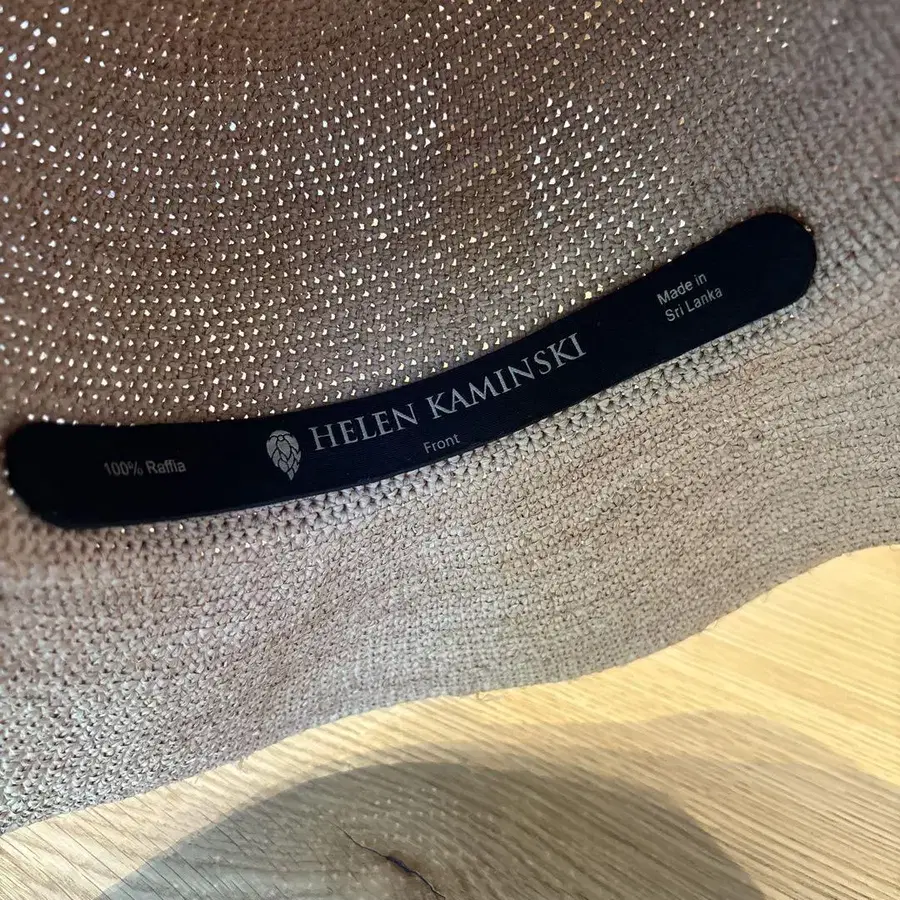 100% Raffia
HELEN KAMINSKI
Front
Made in
Sri Lanka